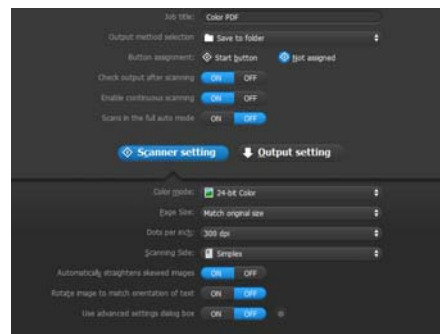 Job title: Color PDF
Output method selection Save to folder
Button assignment: Start button Not assigned
Check output after scanning ON OFF
Enable continuous scanning ON OFF
Scans in the full auto mode ON OFF
Scanner setting Output setting
Color mode: 24-bit Color
Page Size: Match original size
Dots per inch: 300 dpi
Scanning Side: Simplex
Automatically straightens skewed images ON OFF
Rotate image to match orientation of text ON OFF
Use advanced settings dialog box ON OFF